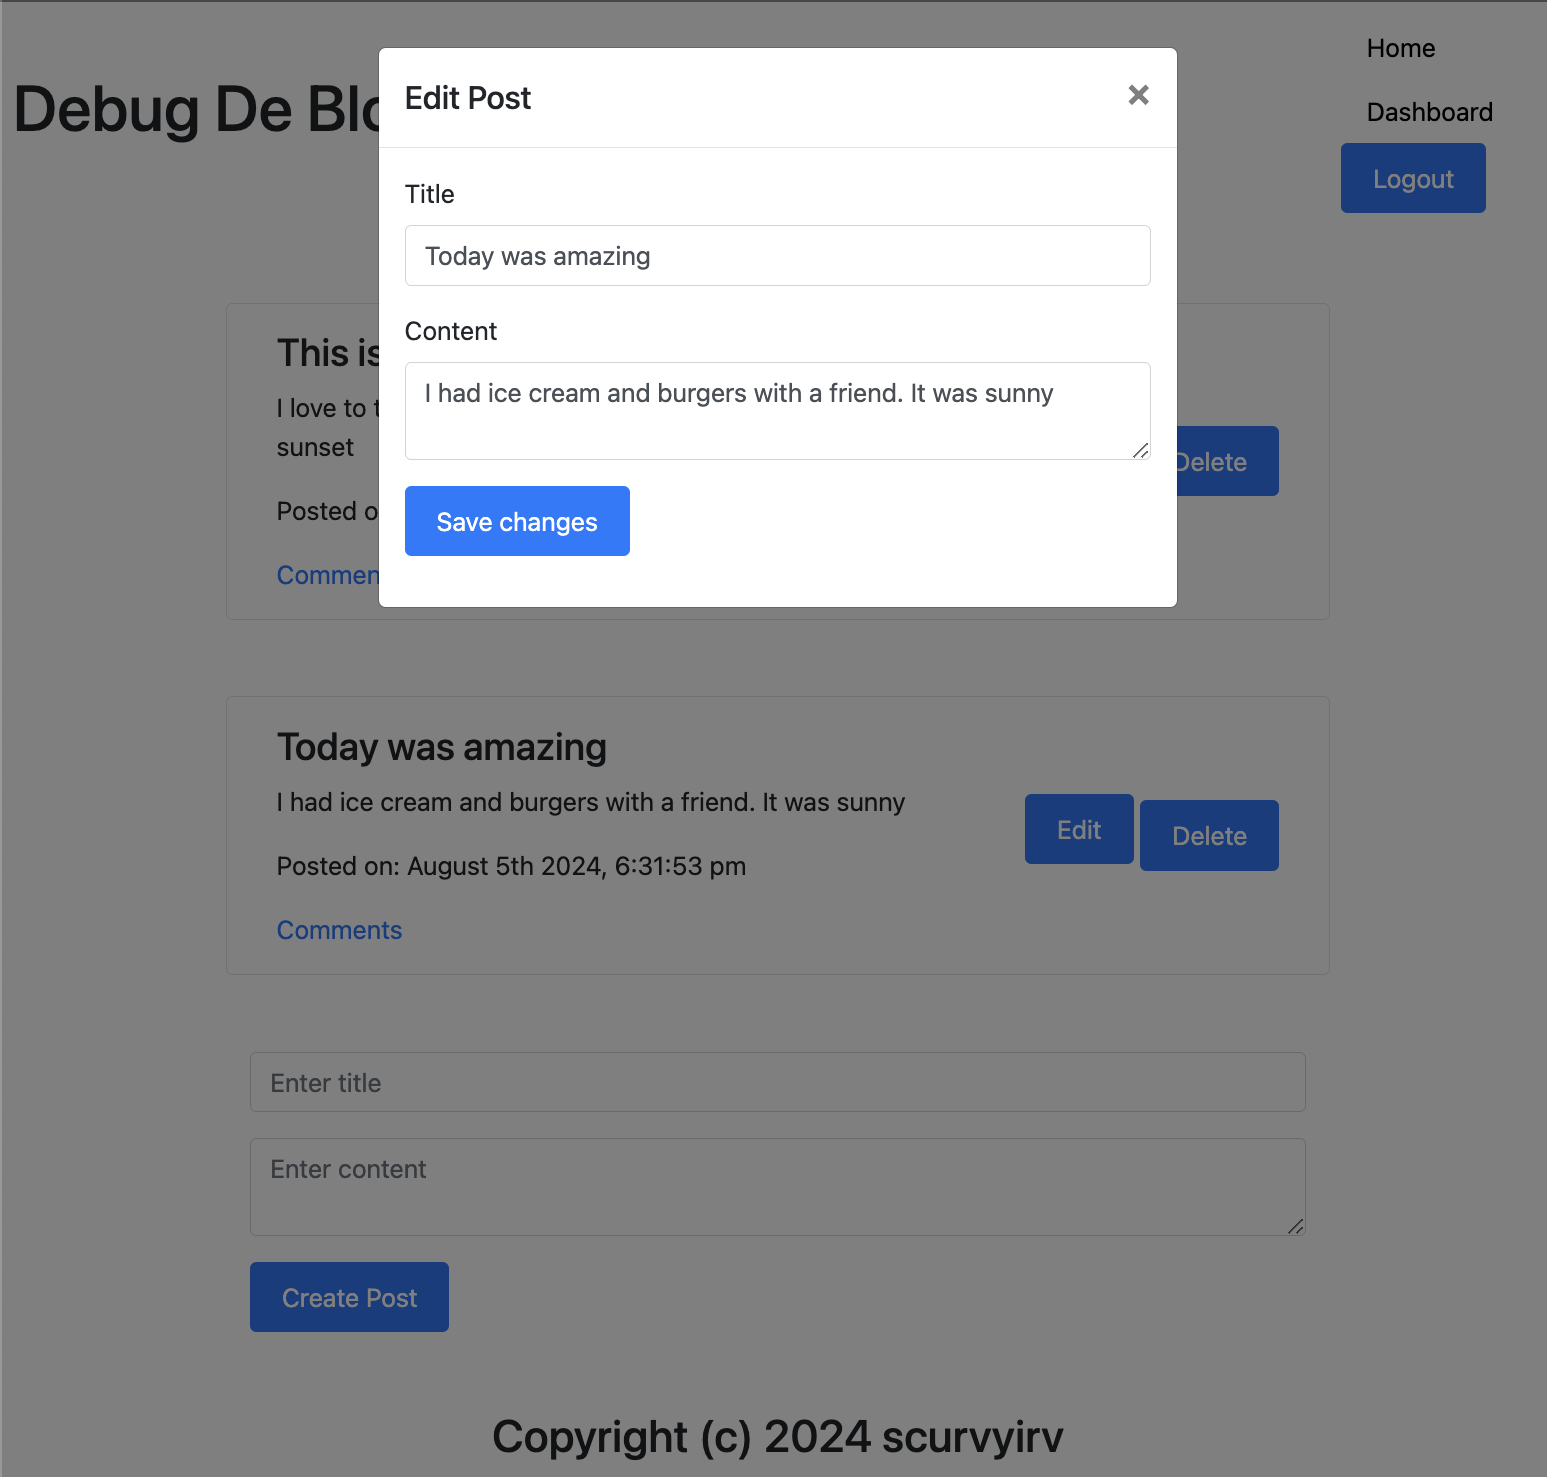 Home
Debug De
Dashboard
Logout
Edit Post
×
Title
Today was amazing
Content
I had ice cream and burgers with a friend. It was sunny
Save changes
This is
I love to
sunset
Posted
Delete
Today was amazing
I had ice cream and burgers with a friend. It was sunny
Edit
Delete
Posted on: August 5th 2024, 6:31:53 pm
Comments
Enter title
Enter content
Create Post
Copyright (c) 2024 scurvyirv